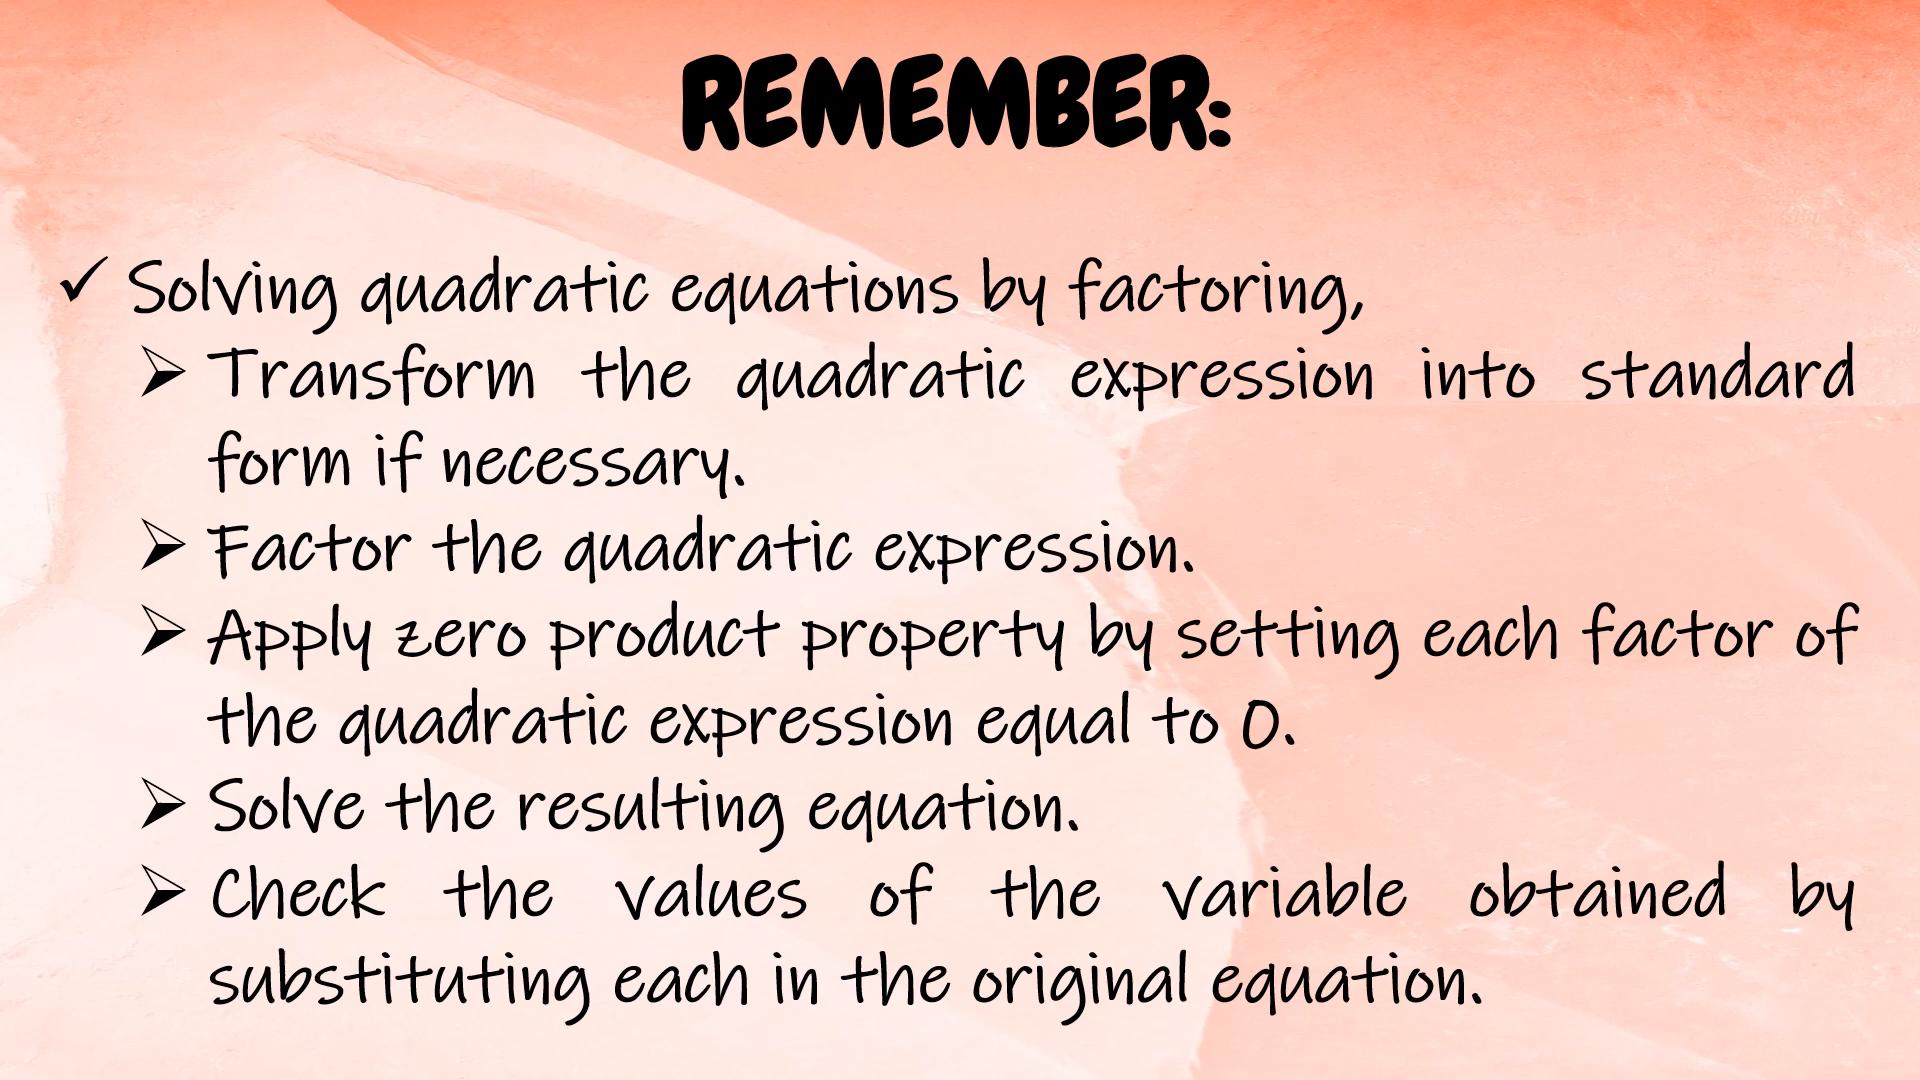 REMEMBER:
✓ Solving quadratic equations by factoring,
➢ Transform the quadratic expression into standard
form if necessary.
➢ Factor the quadratic expression.
➢ Apply zero product property by setting each factor of
the quadratic expression equal to 0.
➢ Solve the resulting equation.
➢ Check the values of the variable obtained by
substituting each in the original equation.